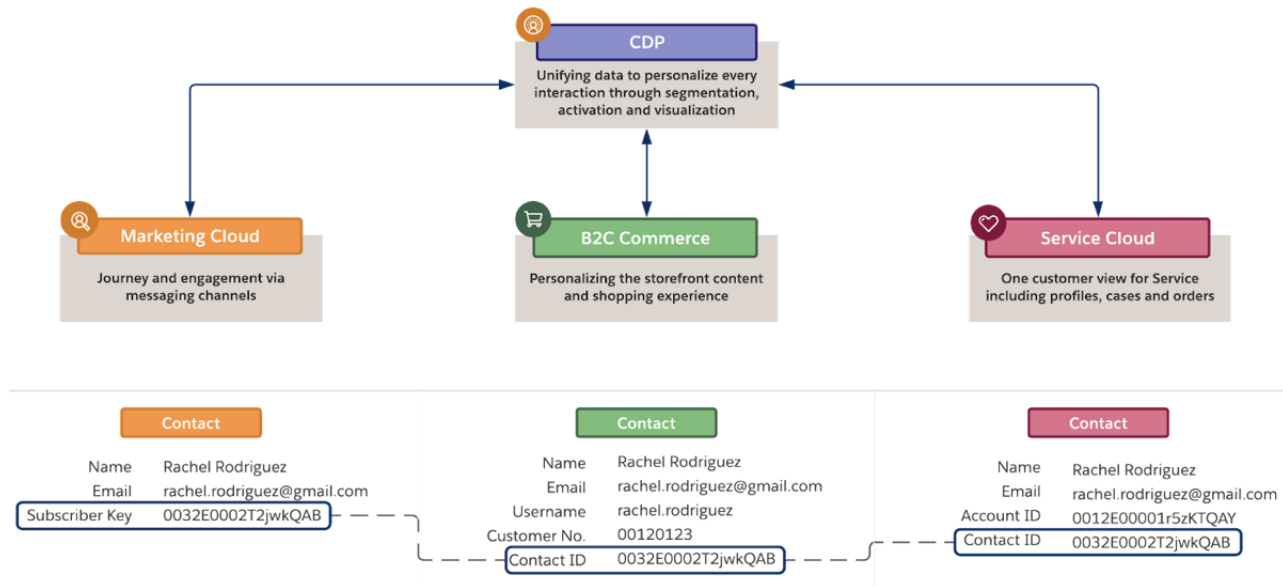 CDP
Unifying data to personalize every
interaction through segmentation,
activation and visualization
Marketing Cloud
Journey and engagement via
messaging channels
B2C Commerce
Personalizing the storefront content
and shopping experience
Service Cloud
One customer view for Service
including profiles, cases and orders
Contact
Name Rachel Rodriguez
Email rachel.rodriguez@gmail.com
Subscriber Key 0032E0002T2jwkQAB
Contact
Name Rachel Rodriguez
Email rachel.rodriguez@gmail.com
Username rachel.rodriguez
Customer No. 00120123
Contact ID 0032E0002T2jwkQAB
Contact
Name Rachel Rodriguez
Email rachel.rodriguez@gmail.com
Account ID 0012E00001r5zKTQAY
Contact ID 0032E0002T2jwkQAB